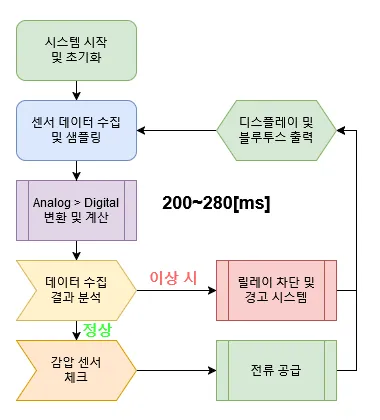 시스템 시작
및 초기화
센서 데이터 수집
및 샘플링
디스플레이 및
블루투스 출력
Analog > Digital
변환 및 계산
200~280[ms]
데이터 수집
결과 분석
이상 시
릴레이 차단 및
경고 시스템
정상
감압 센서
체크
전류 공급